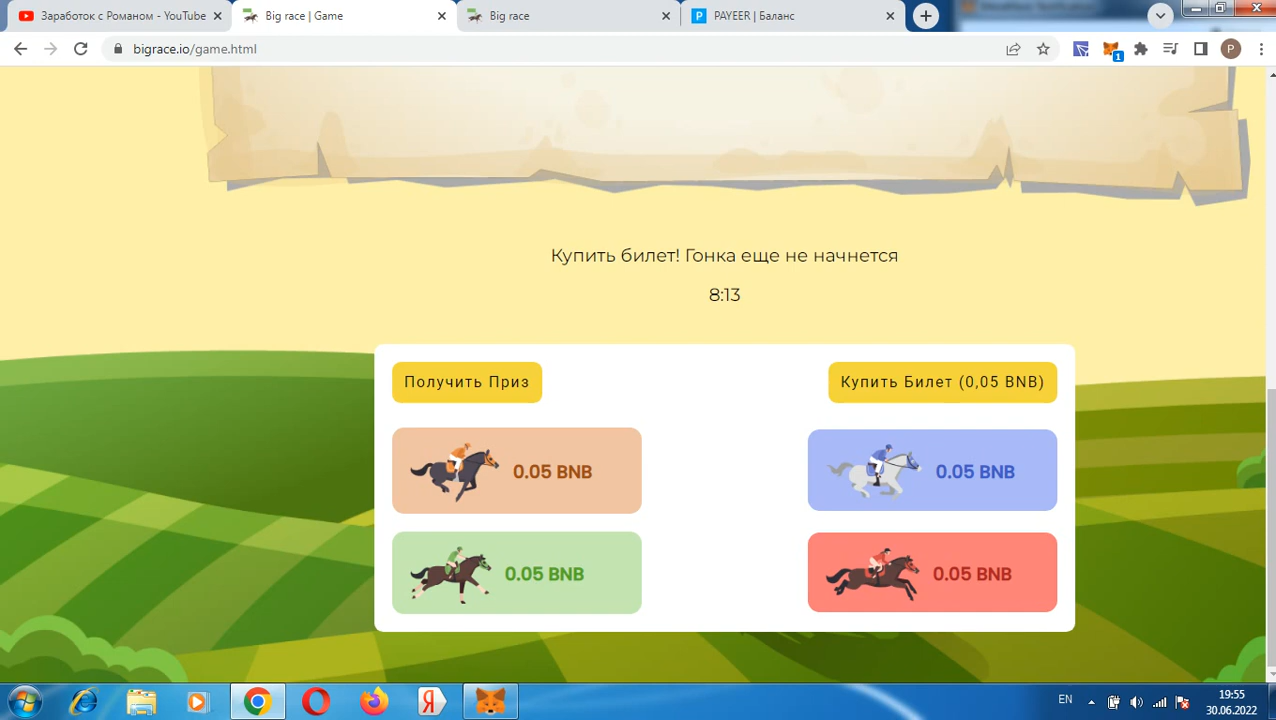 Заработок с Романом - YouTube
Big race | Game
Big race
PAYEER | Баланс
bigrace.io/game.html
P
1
Купить билет! Гонка еще не начнется
8:13
Получить Приз
Купить Билет (0,05 BNB)
0.05 BNB
0.05 BNB
0.05 BNB
0.05 BNB
EN
19:55
30.06.2022